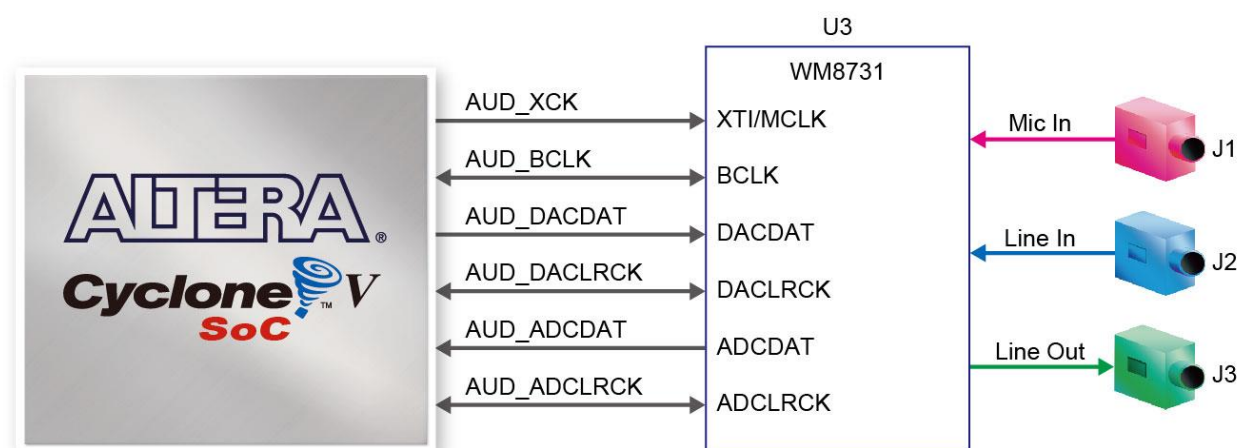 U3
WM8731
ALTERA®
Cyclone™ V
SoC
AUD_XCK
AUD_BCLK
AUD_DACDAT
AUD_DACLRCK
AUD_ADCDAT
AUD_ADCLRCK
XTI/MCLK
BCLK
DACDAT
DACLRCK
ADCDAT
ADCLRCK
Mic In
J1
Line In
J2
Line Out
J3